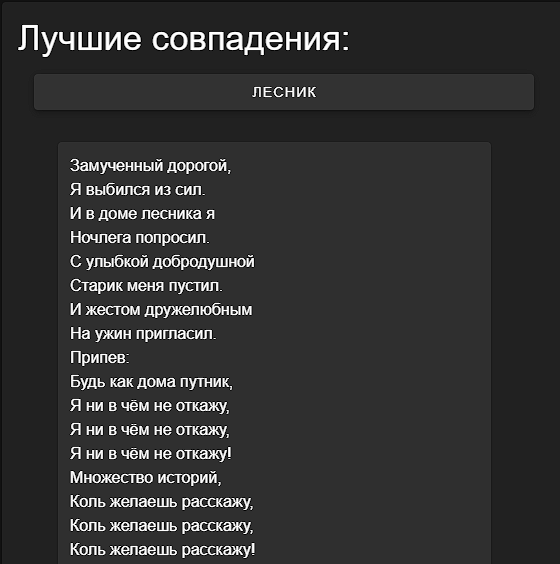 Лучшие совпадения:
ЛЕСНИК
Замученный дорогой,
Я выбился из сил.
И в доме лесника я
Ночлега попросил.
С улыбкой добродушной
Старик меня пустил.
И жестом дружелюбным
На ужин пригласил.
Припев:
Будь как дома путник,
Я ни в чём не откажу,
Я ни в чём не откажу,
Я ни в чём не откажу!
Множество историй,
Коль желаешь расскажу,
Коль желаешь расскажу,
Коль желаешь расскажу!